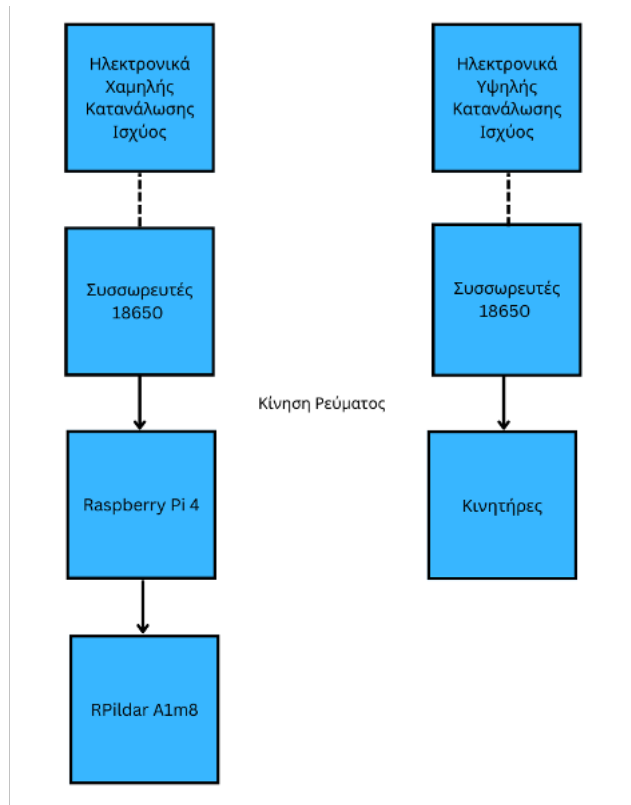 Ηλεκτρονικά
Χαμηλής
Κατανάλωσης
Ισχύος
Συσσωρευτές
18650
Raspberry Pi 4
RPildar A1m8
Κίνηση Ρεύματος
Ηλεκτρονικά
Υψηλής
Κατανάλωσης
Ισχύος
Συσσωρευτές
18650
Κινητήρες